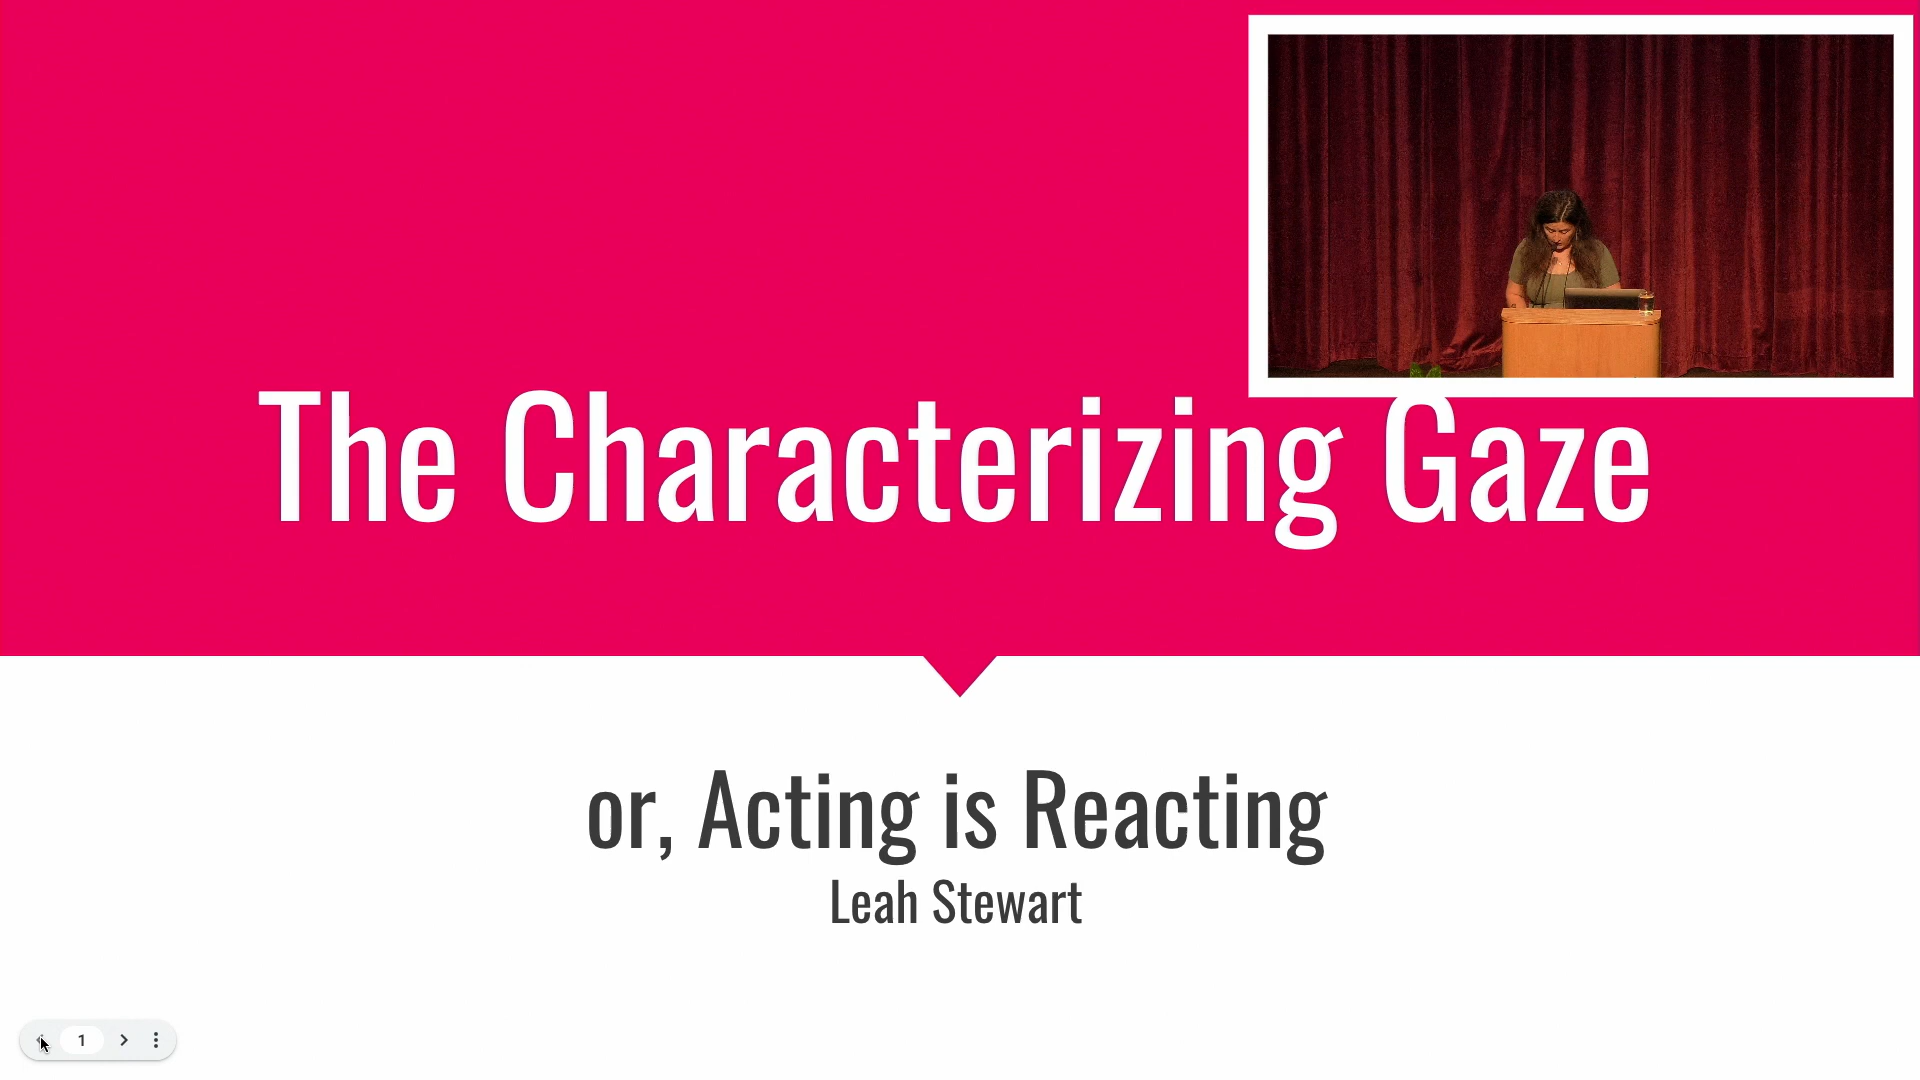 The Characterizing Gaze
or, Acting is Reacting
Leah Stewart
1